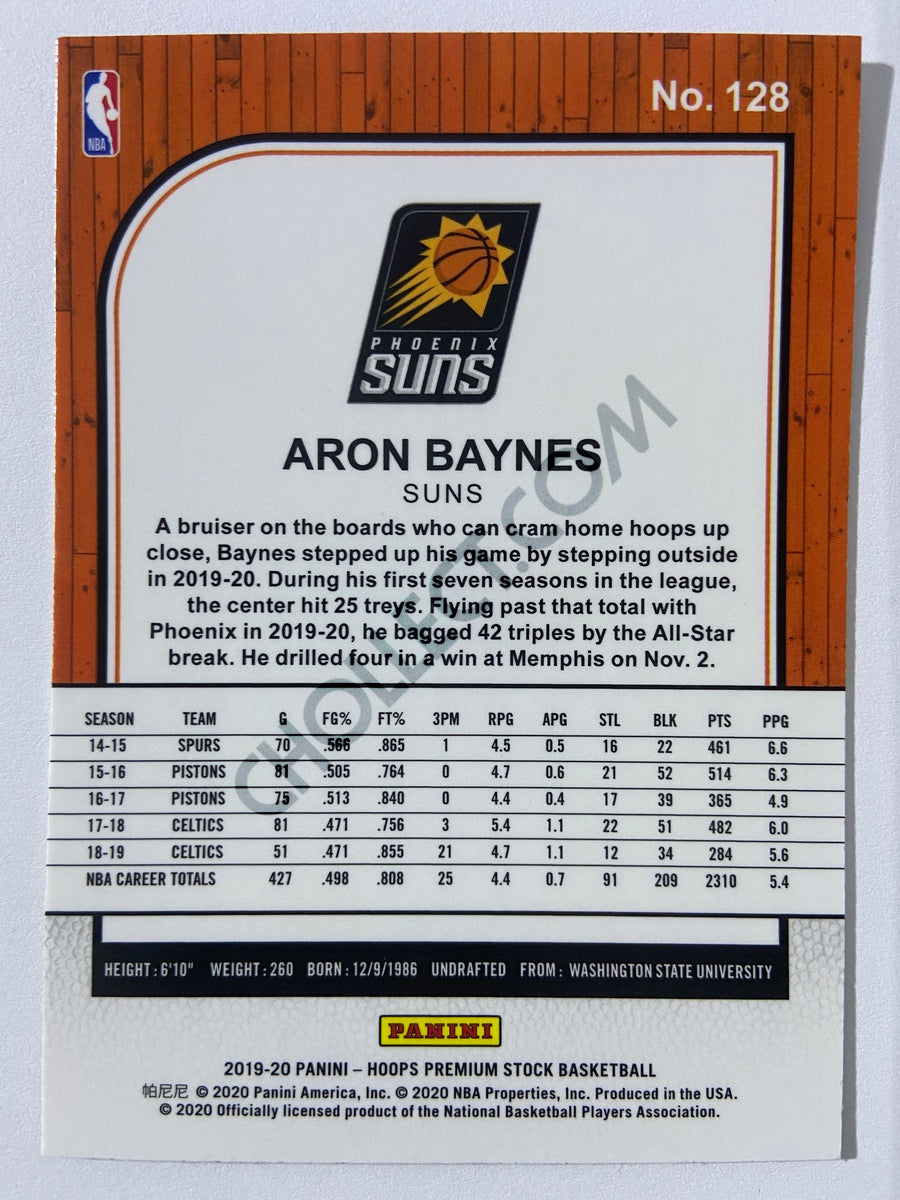 NBA
No. 128
PHOENIX
SUNS
ARON BAYNES
SUNS
A bruiser on the boards who can cram home hoops up
close, Baynes stepped up his game by stepping outside
in 2019-20. During his first seven seasons in the league,
the center hit 25 treys. Flying past that total with
Phoenix in 2019-20, he bagged 42 triples by the All-Star
break. He drilled four in a win at Memphis on Nov. 2.
CHOLLECT.COM
SEASON TEAM G FG% FT% 3PM RPG APG STL BLK PTS PPG
14-15 SPURS 70 .566 .865 1 4.5 0.5 16 22 461 6.6
15-16 PISTONS 81 .505 .764 0 4.7 0.6 21 52 514 6.3
16-17 PISTONS 75 .513 .840 0 4.4 0.4 17 39 365 4.9
17-18 CELTICS 81 .471 .756 3 5.4 1.1 22 51 482 6.0
18-19 CELTICS 51 .471 .855 21 4.7 1.1 12 34 284 5.6
NBA CAREER TOTALS 427 .498 .808 25 4.4 0.7 91 209 2310 5.4
HEIGHT: 6'10" WEIGHT: 260 BORN: 12/9/1986 UNDRAFTED FROM: WASHINGTON STATE UNIVERSITY
PANINI
2019-20 PANINI – HOOPS PREMIUM STOCK BASKETBALL
帕尼尼 © 2020 Panini America, Inc. © 2020 NBA Properties, Inc. Produced in the USA.
© 2020 Officially licensed product of the National Basketball Players Association.